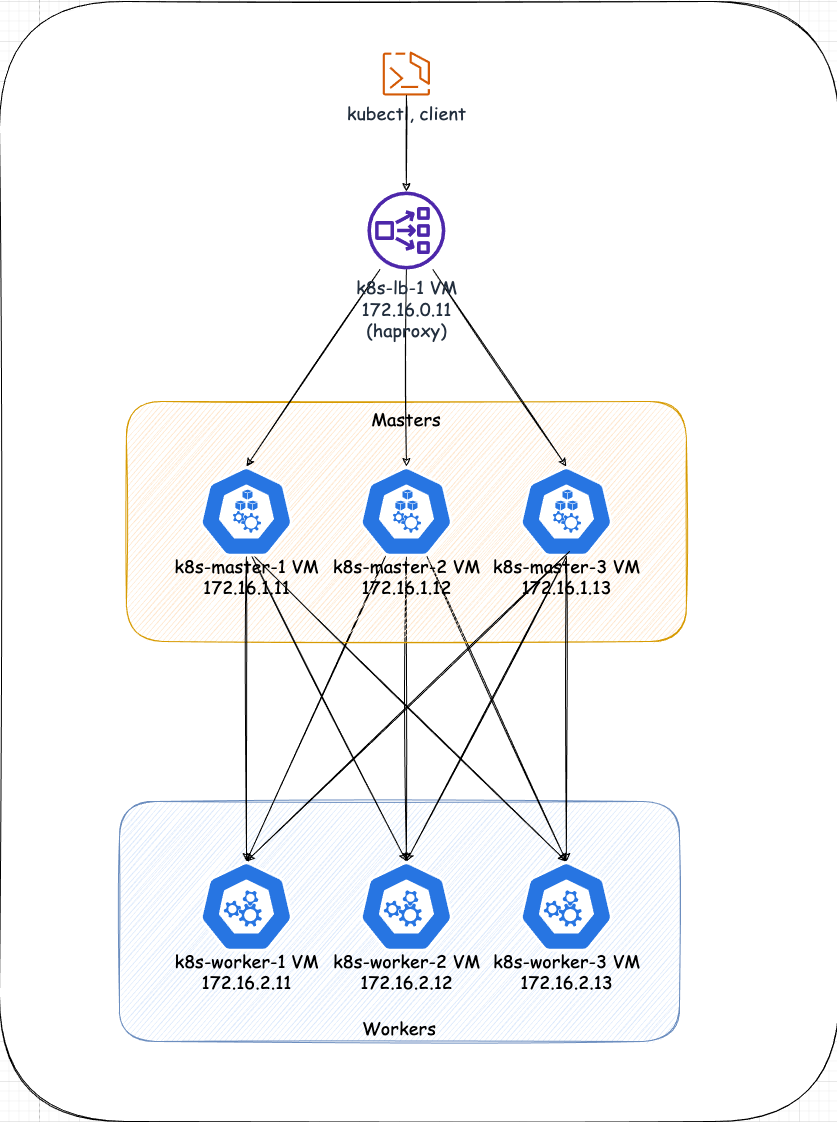 kubectl, client
k8s-lb-1 VM
172.16.0.11
(haproxy)
Masters
k8s-master-1 VM
172.16.1.11
k8s-master-2 VM
172.16.1.12
k8s-master-3 VM
172.16.1.13
k8s-worker-1 VM
172.16.2.11
k8s-worker-2 VM
172.16.2.12
k8s-worker-3 VM
172.16.2.13
Workers